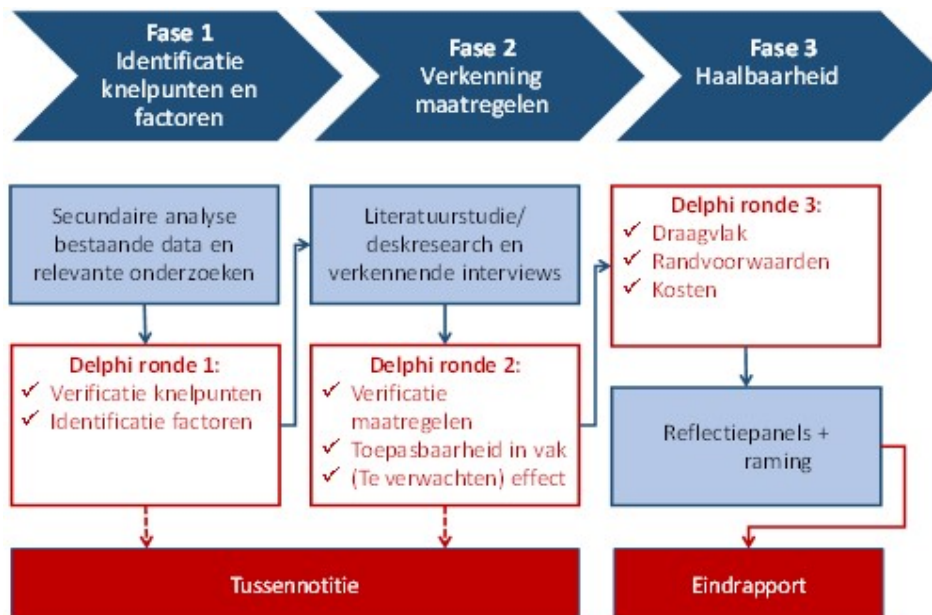 Fase 1
Identificatie
knelpunten en
factoren
Fase 2
Verkenning
maatregelen
Fase 3
Haalbaarheid
Secundaire analyse
bestaande data en
relevante onderzoeken
Literatuurstudie/
deskresearch en
verkennende interviews
Delphi ronde 3:
✓ Draagvlak
✓ Randvoorwaarden
✓ Kosten
Delphi ronde 1:
✓ Verificatie knelpunten
✓ Identificatie factoren
Delphi ronde 2:
✓ Verificatie
maatregelen
✓ Toepasbaarheid in vak
✓ (Te verwachten) effect
Reflectiepanels +
raming
Tussennotitie
Eindrapport